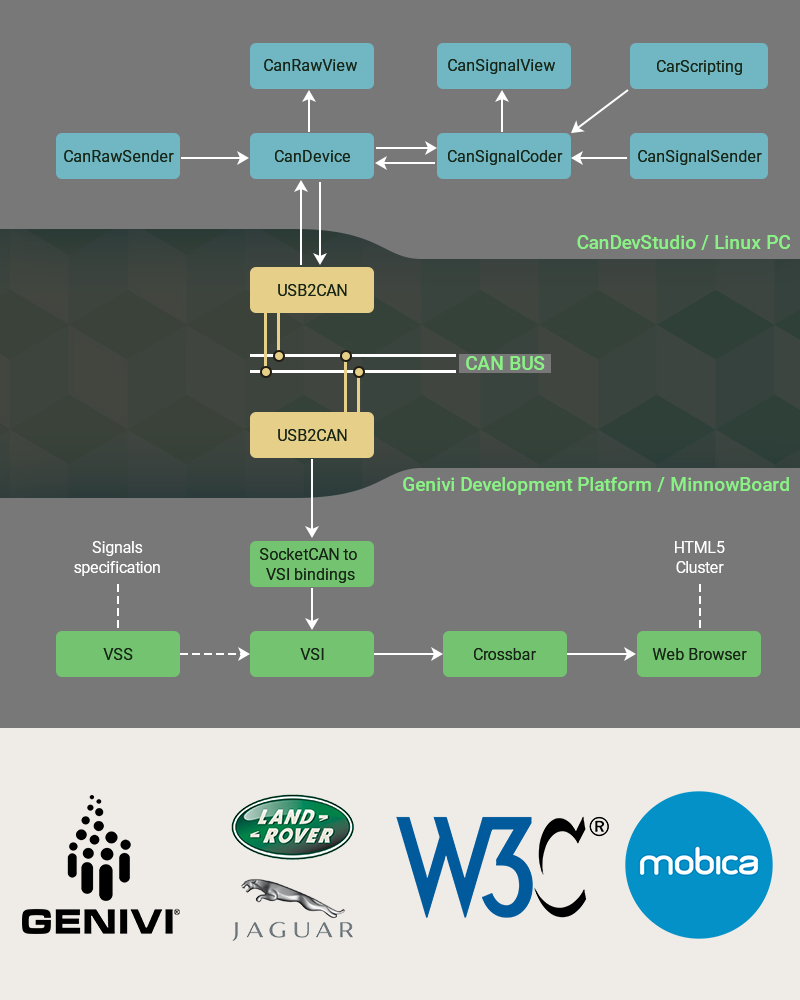 CanRawView
CanSignalView
CarScripting
CanRawSender
CanDevice
CanSignalCoder
CanSignalSender
CanDevStudio / Linux PC
USB2CAN
CAN BUS
USB2CAN
Genivi Development Platform / MinnowBoard
Signals
specification
SocketCAN to
VSI bindings
HTML5
Cluster
VSS
VSI
Crossbar
Web Browser
GENIVI®
LAND
ROVER
JAGUAR
W3C®
mobica